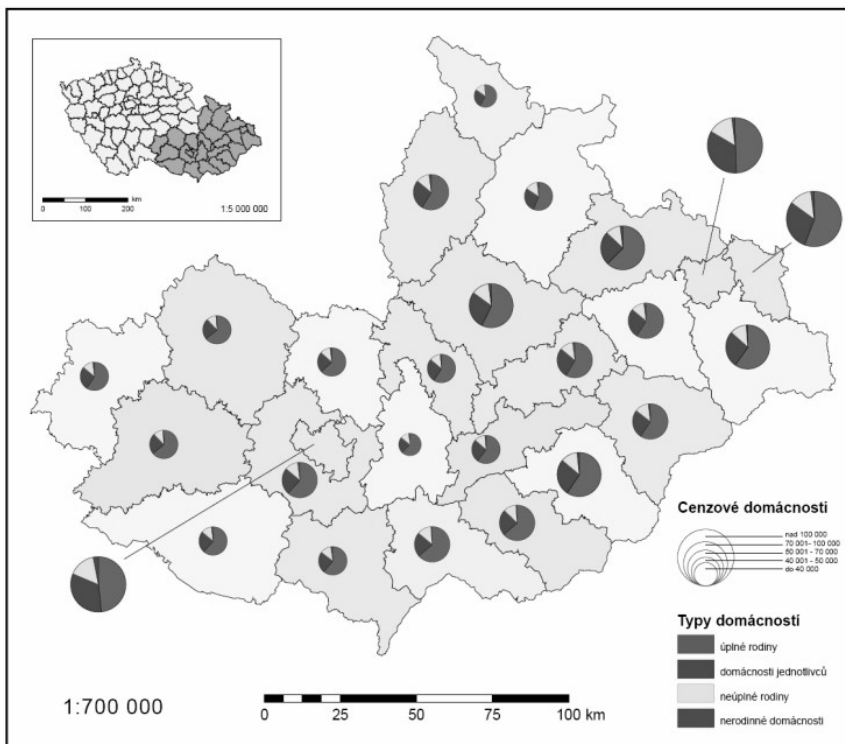 km
0 100 200 1:5 000 000
Cenzové domácnosti
nad 100 000
70 001- 100 000
50 001 - 70 000
40 001 - 50 000
do 40 000
Typy domácností
úplné rodiny
domácnosti jednotlivců
neúplné rodiny
nerodinné domácnosti
1:700 000
0 12,5 25 50 75 100 km